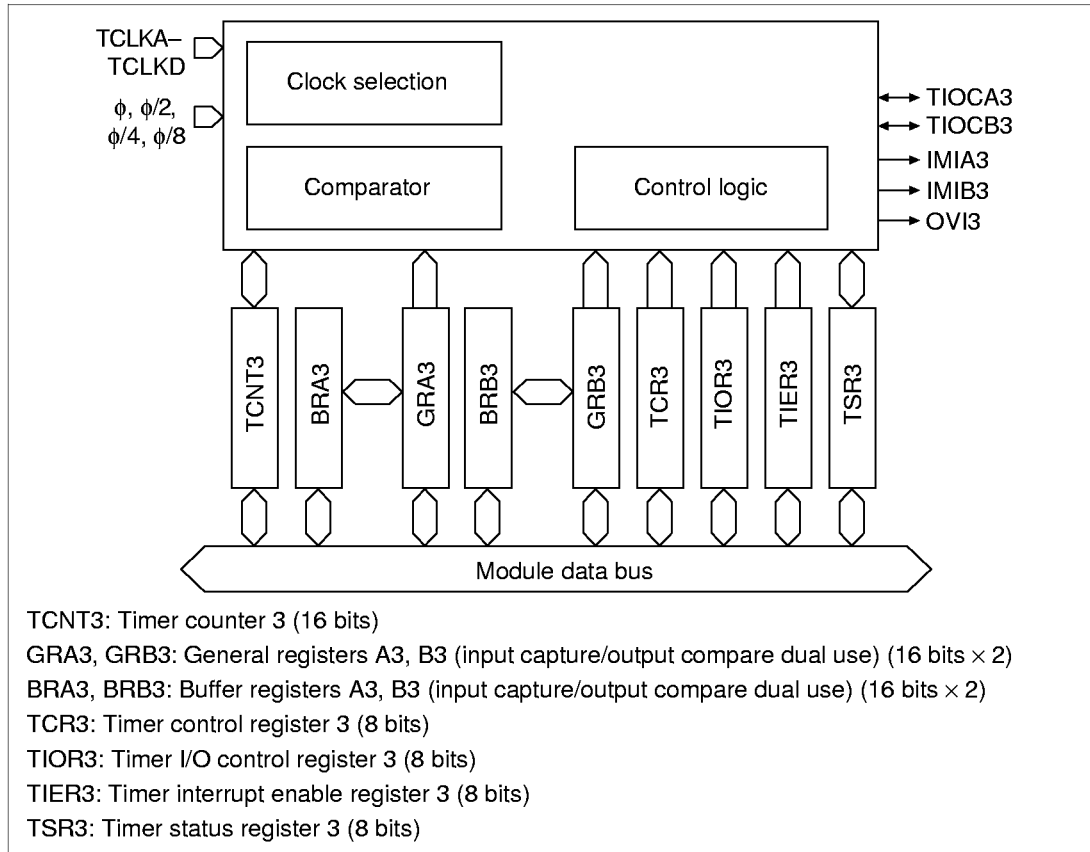 TCLKA–
TCLKD
ϕ, ϕ/2,
ϕ/4, ϕ/8
Clock selection
Comparator
Control logic
TIOCA3
TIOCB3
IMIA3
IMIB3
OVI3
TCNT3
BRA3
GRA3
BRB3
GRB3
TCR3
TIOR3
TIER3
TSR3
Module data bus
TCNT3: Timer counter 3 (16 bits)
GRA3, GRB3: General registers A3, B3 (input capture/output compare dual use) (16 bits × 2)
BRA3, BRB3: Buffer registers A3, B3 (input capture/output compare dual use) (16 bits × 2)
TCR3: Timer control register 3 (8 bits)
TIOR3: Timer I/O control register 3 (8 bits)
TIER3: Timer interrupt enable register 3 (8 bits)
TSR3: Timer status register 3 (8 bits)